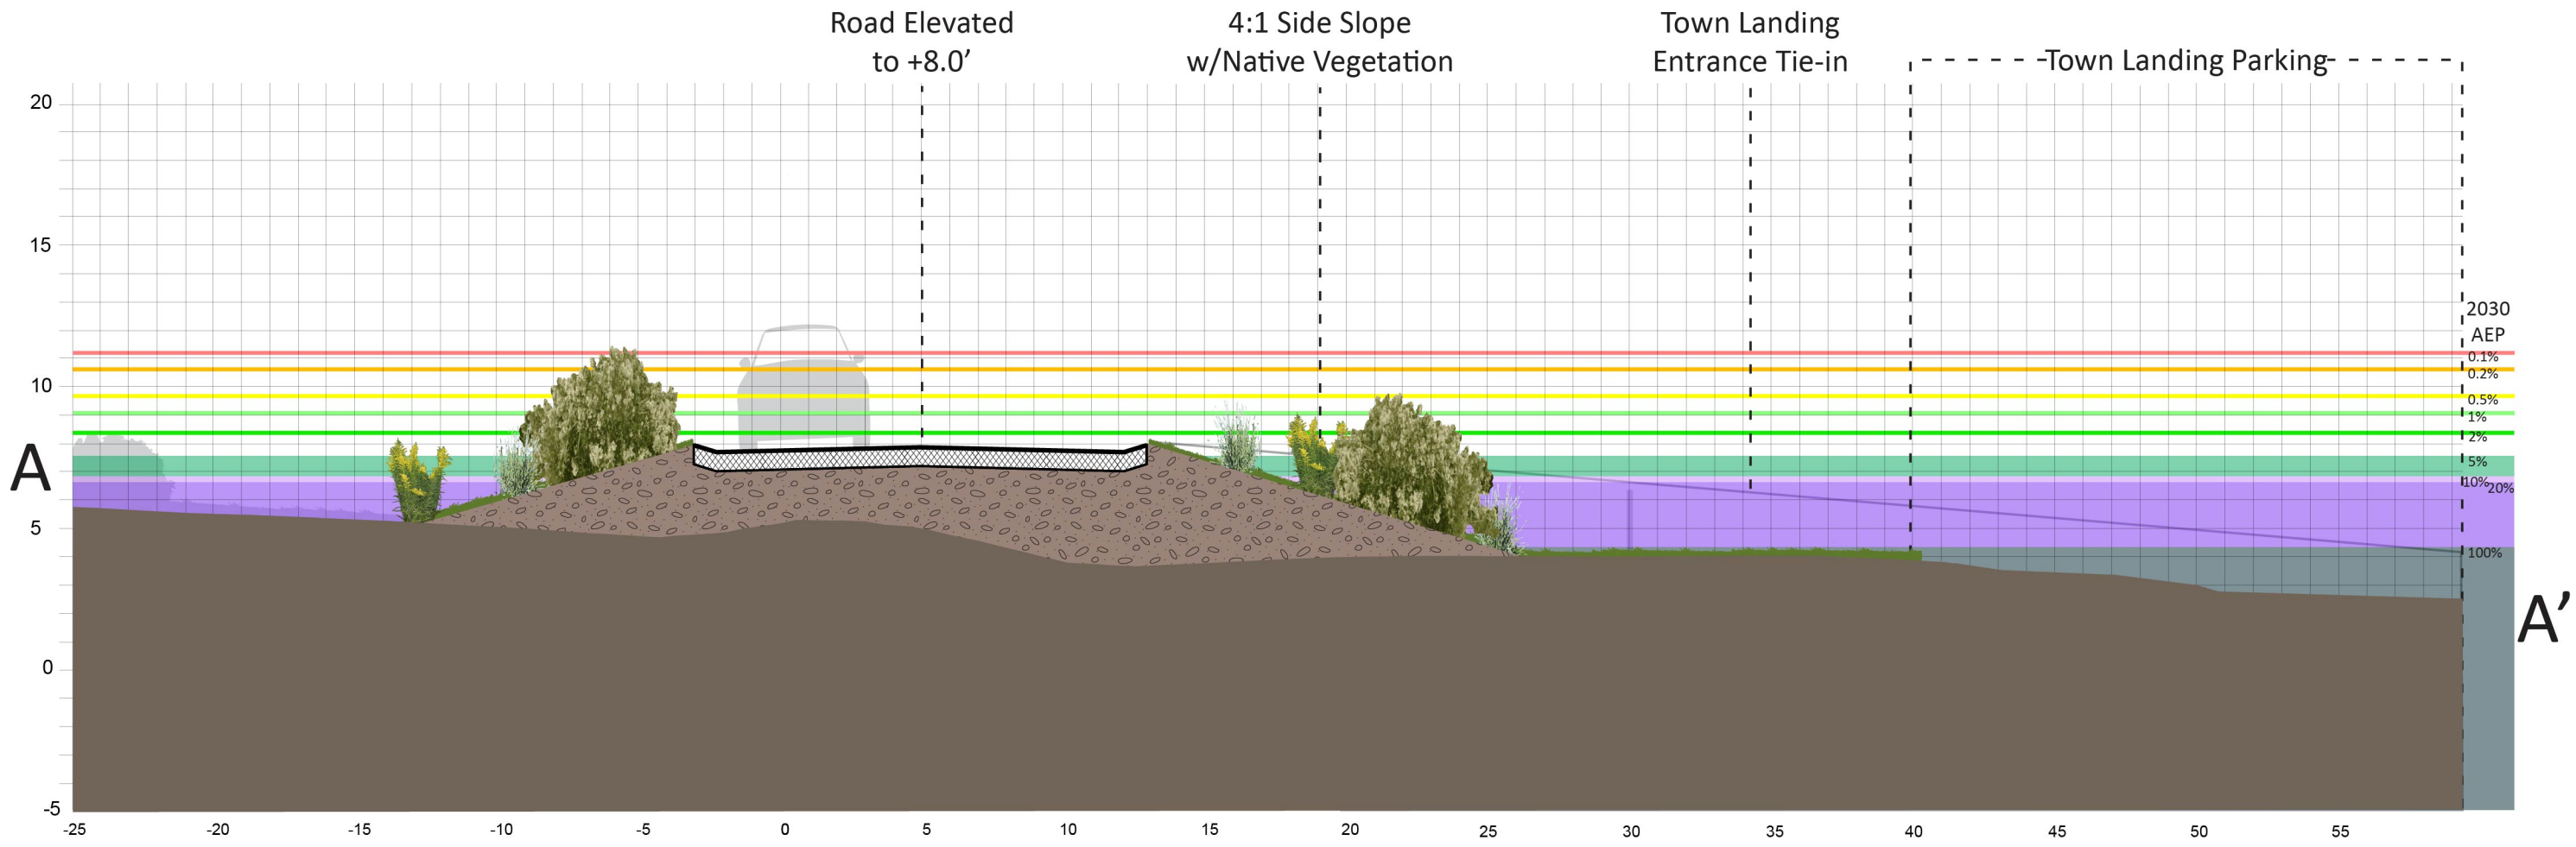 Road Elevated
to +8.0’
4:1 Side Slope
w/Native Vegetation
Town Landing
Entrance Tie-in
Town Landing Parking
20
15
10
5
0
-5
2030
AEP
0.1%
0.2%
0.5%
1%
2%
5%
10%
20%
100%
A
A’
-25 -20 -15 -10 -5 0 5 10 15 20 25 30 35 40 45 50 55